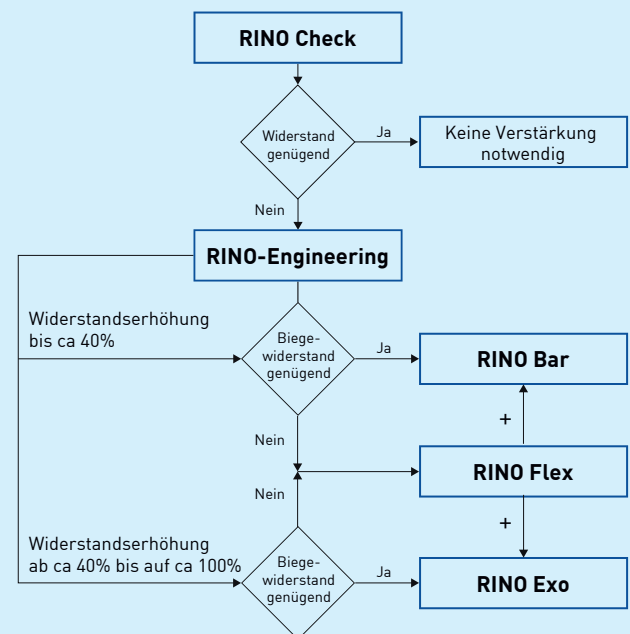 RINO Check
Widerstand
genügend
Ja
Keine Verstärkung
notwendig
Nein
RINO-Engineering
Widerstandserhöhung
bis ca 40%
Biege-
widerstand
genügend
Ja
RINO Bar
+
Nein
RINO Flex
Nein
+
Widerstandserhöhung
ab ca 40% bis auf ca 100%
Biege-
widerstand
genügend
Ja
RINO Exo